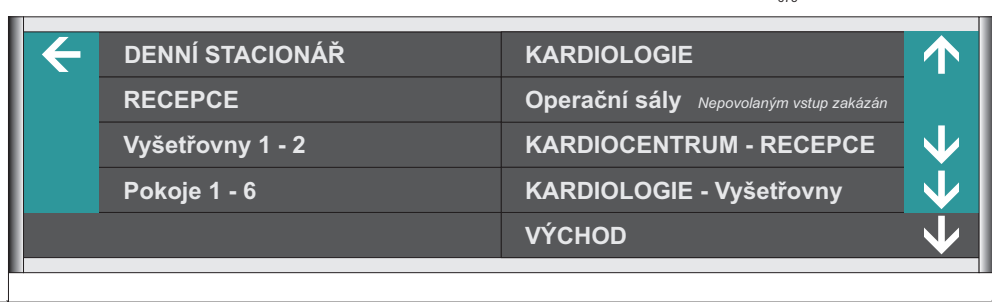 DENNÍ STACIONÁŘ
RECEPCE
Vyšetřovny 1 - 2
Pokoje 1 - 6
KARDIOLOGIE
Operační sály Nepovolaným vstup zakázán
KARDIOCENTRUM - RECEPCE
KARDIOLOGIE - Vyšetřovny
VÝCHOD